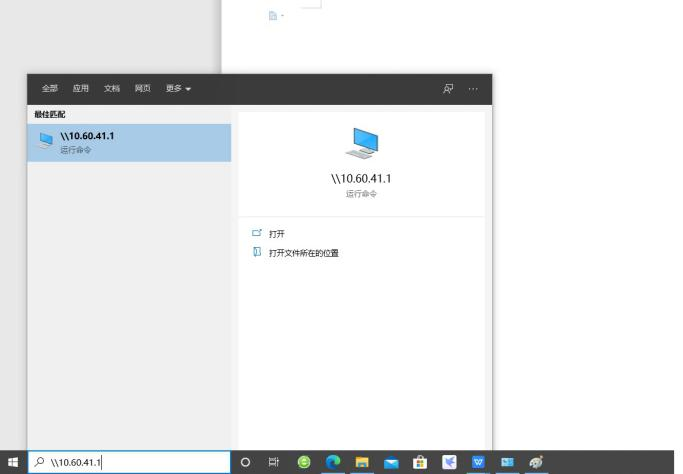 全部 应用 文档 网页 更多
最佳匹配
\\10.60.41.1
运行命令
\\10.60.41.1
运行命令
打开
打开文件所在的位置
\\10.60.41.1